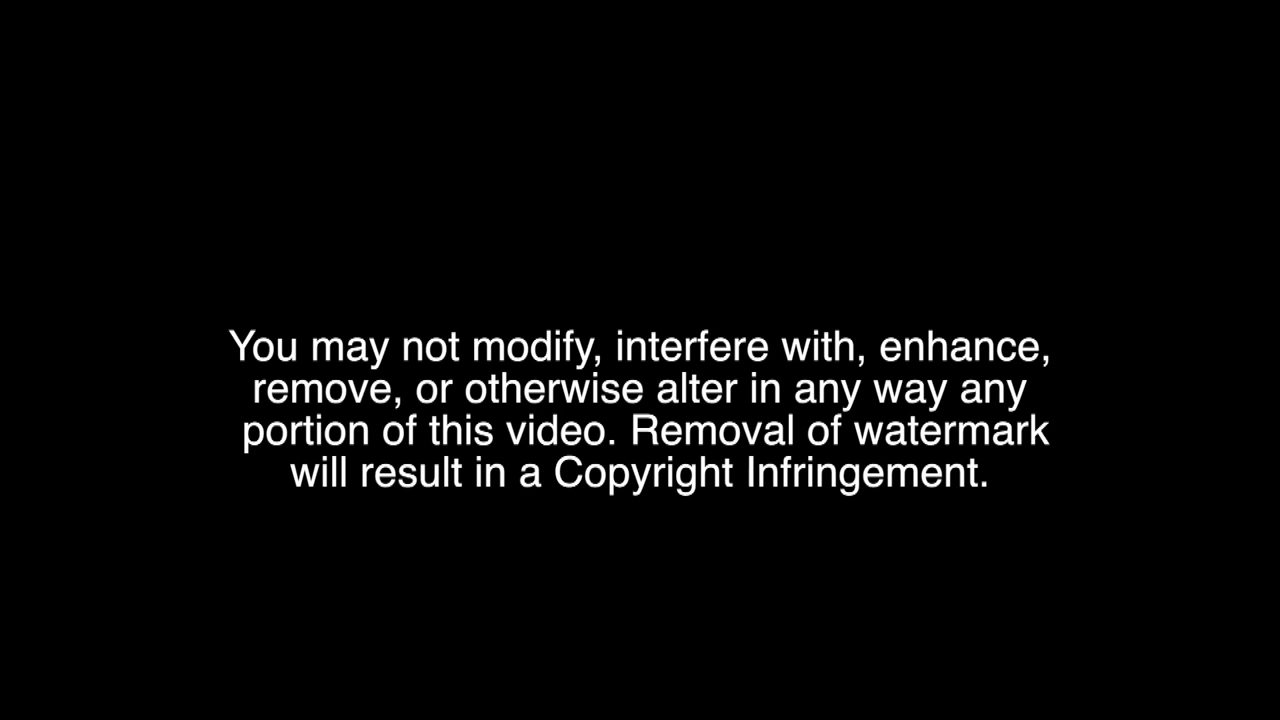 You may not modify, interfere with, enhance,
remove, or otherwise alter in any way any
portion of this video. Removal of watermark
will result in a Copyright Infringement.